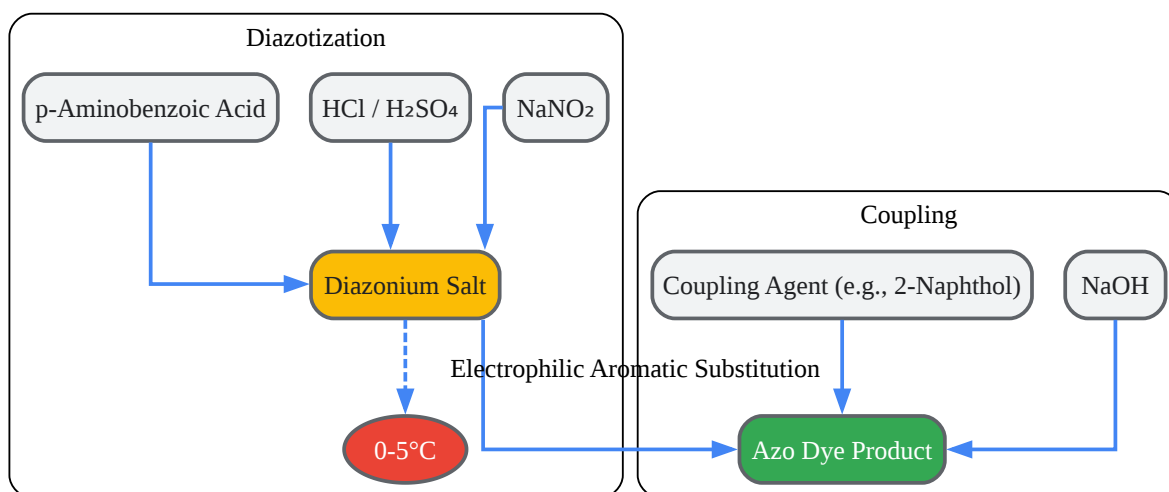 Diazotization
p-Aminobenzoic Acid
HCl / H₂SO₄
NaNO₂
Diazonium Salt
0-5°C
Coupling
Coupling Agent (e.g., 2-Naphthol)
NaOH
Electrophilic Aromatic Substitution
Azo Dye Product